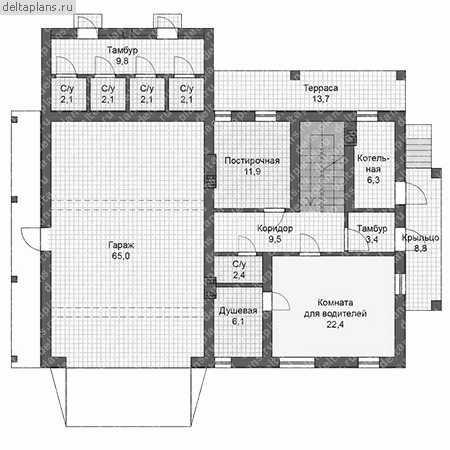 deltaplans.ru
Тамбур
9,8
С/у
2,1
С/у
2,1
С/у
2,1
С/у
2,1
Терраса
13,7
Постирочная
11,9
Котель-
ная
6,3
Гараж
65,0
Коридор
9,5
Тамбур
3,4
Крыльцо
8,8
С/у
2,4
Душевая
6,1
Комната
для водителей
22,4